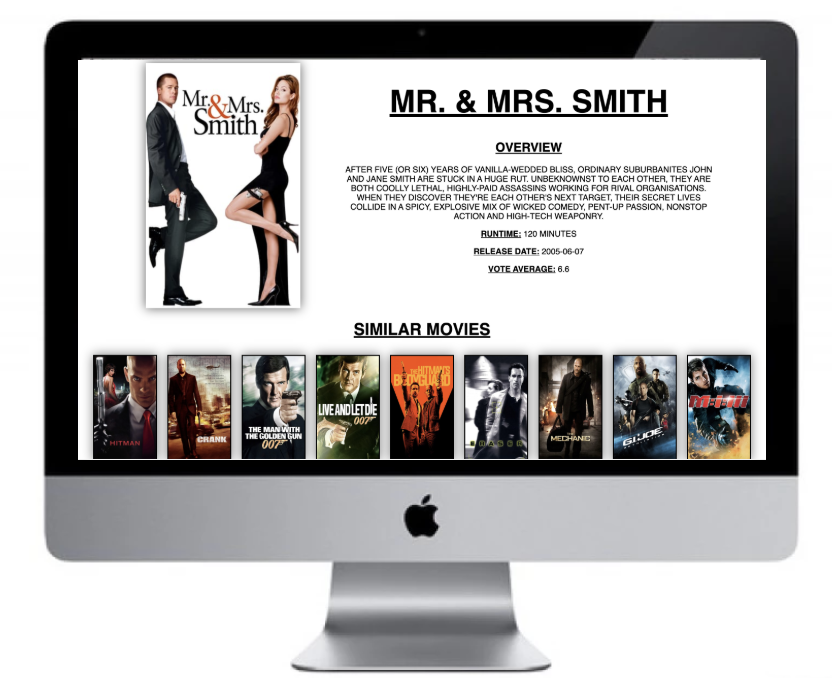 Mr. & Mrs.
Smith
MR. & MRS. SMITH
OVERVIEW
AFTER FIVE (OR SIX) YEARS OF VANILLA-WEDDED BLISS, ORDINARY SUBURBANITES JOHN
AND JANE SMITH ARE STUCK IN A HUGE RUT. UNBEKNOWNST TO EACH OTHER, THEY ARE
BOTH COOLLY LETHAL, HIGHLY-PAID ASSASSINS WORKING FOR RIVAL ORGANISATIONS.
WHEN THEY DISCOVER THEY'RE EACH OTHER'S NEXT TARGET, THEIR SECRET LIVES
COLLIDE IN A SPICY, EXPLOSIVE MIX OF WICKED COMEDY, PENT-UP PASSION, NONSTOP
ACTION AND HIGH-TECH WEAPONRY.
RUNTIME: 120 MINUTES
RELEASE DATE: 2005-06-07
VOTE AVERAGE: 6.6
SIMILAR MOVIES
HITMAN
CRANK
THE MAN WITH
THE GOLDEN GUN
007
LIVE AND LET DIE
007
THE HITMAN'S
BODYGUARD
ERASER
MECHANIC
G.I. JOE
M:i:III